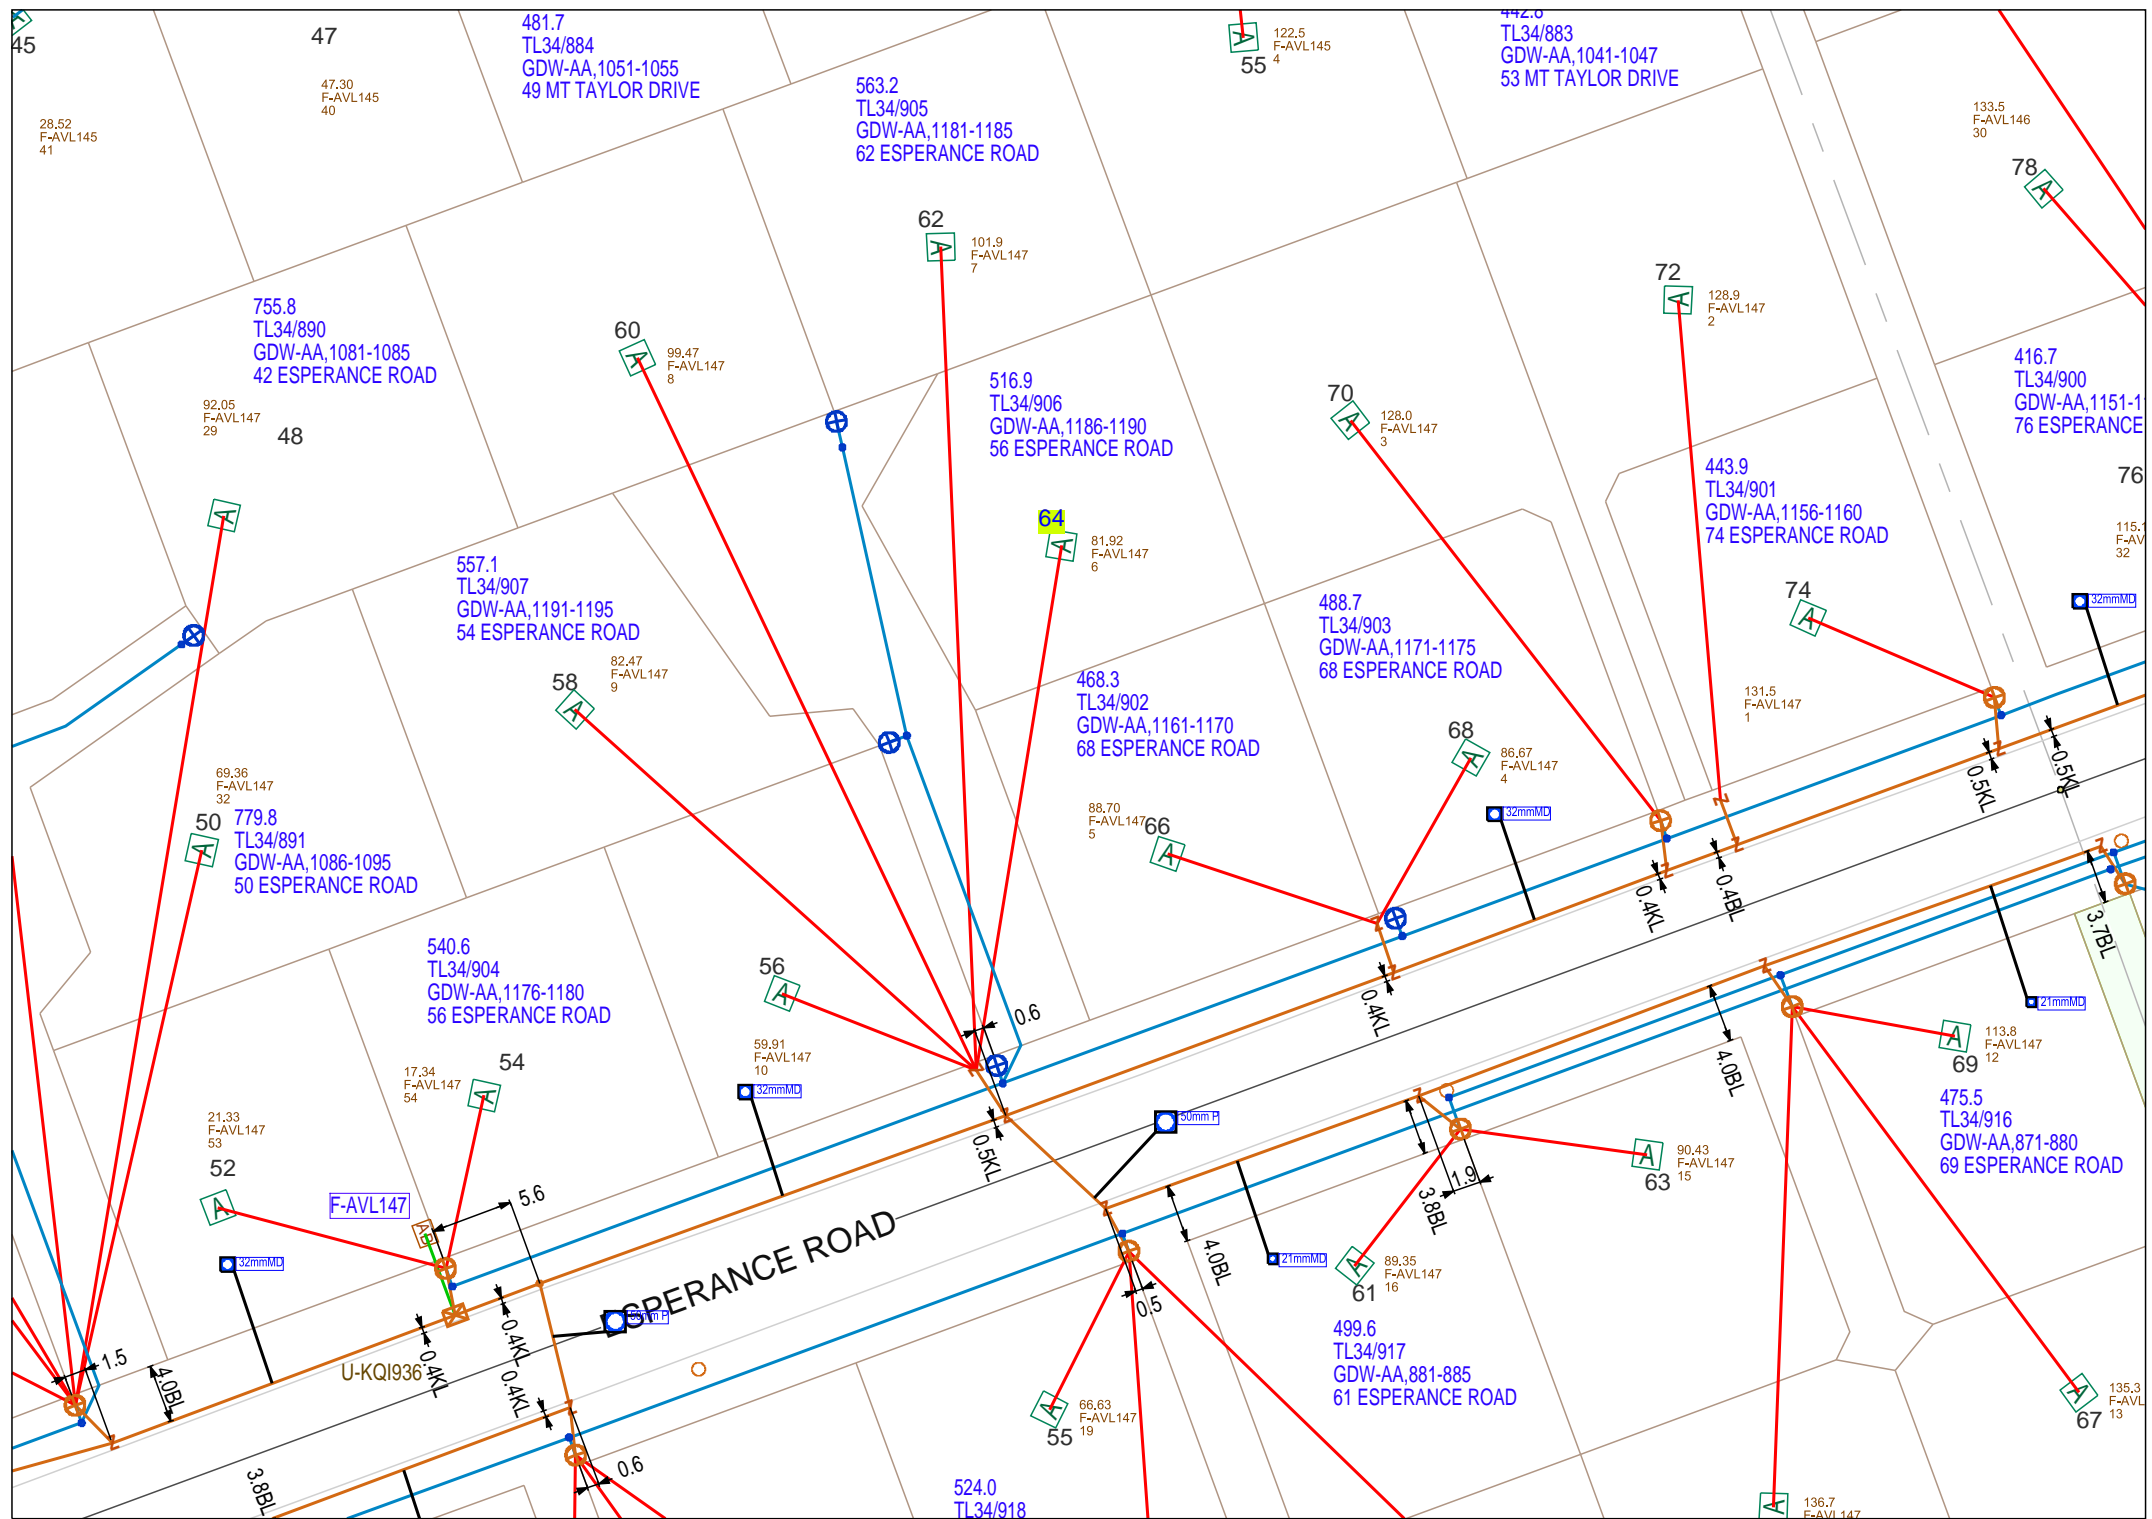 45
47
481.7
TL34/884
GDW-AA,1051-1055
49 MT TAYLOR DRIVE
122.5
F-AVL145
4
55
442.8
TL34/883
GDW-AA,1041-1047
53 MT TAYLOR DRIVE
47.30
F-AVL145
40
28.52
F-AVL145
41
563.2
TL34/905
GDW-AA,1181-1185
62 ESPERANCE ROAD
133.5
F-AVL146
30
78
A
62
A
101.9
F-AVL147
7
72
A
128.9
F-AVL147
2
755.8
TL34/890
GDW-AA,1081-1085
42 ESPERANCE ROAD
60
A
99.47
F-AVL147
8
516.9
TL34/906
GDW-AA,1186-1190
56 ESPERANCE ROAD
70
A
128.0
F-AVL147
3
416.7
TL34/900
GDW-AA,1151-1
76 ESPERANCE
92.05
F-AVL147
29
48
A
443.9
TL34/901
GDW-AA,1156-1160
74 ESPERANCE ROAD
76
64
A
81.92
F-AVL147
6
115.1
F-AV
32
557.1
TL34/907
GDW-AA,1191-1195
54 ESPERANCE ROAD
488.7
TL34/903
GDW-AA,1171-1175
68 ESPERANCE ROAD
74
A
32mmMD
82.47
F-AVL147
9
58
A
468.3
TL34/902
GDW-AA,1161-1170
68 ESPERANCE ROAD
131.5
F-AVL147
1
68
A
86.67
F-AVL147
4
0.5KL
0.5KL
69.36
F-AVL147
32
50
A
779.8
TL34/891
GDW-AA,1086-1095
50 ESPERANCE ROAD
88.70
F-AVL147
5
66
A
32mmMD
0.4KL
0.4BL
3.7BL
540.6
TL34/904
GDW-AA,1176-1180
56 ESPERANCE ROAD
56
A
0.6
0.4KL
4.0BL
21mmMD
69
A
113.8
F-AVL147
12
17.34
F-AVL147
54
54
A
59.91
F-AVL147
10
32mmMD
475.5
TL34/916
GDW-AA,871-880
69 ESPERANCE ROAD
21.33
F-AVL147
53
52
A
0.5KL
50mm P
63
A
90.43
F-AVL147
15
1.9
3.8BL
F-AVL147
5.6
AD
ESPERANCE ROAD
4.0BL
21mmMD
61
A
89.35
F-AVL147
16
32mmMD
0.5
50mm P
499.6
TL34/917
GDW-AA,881-885
61 ESPERANCE ROAD
1.5
4.0BL
U-KQI936
0.4KL
0.4KL
0.4KL
55
A
66.63
F-AVL147
19
67
A
135.3
F-AVL
13
3.8BL
0.6
524.0
TL34/918
A
136.7
F-AVL147